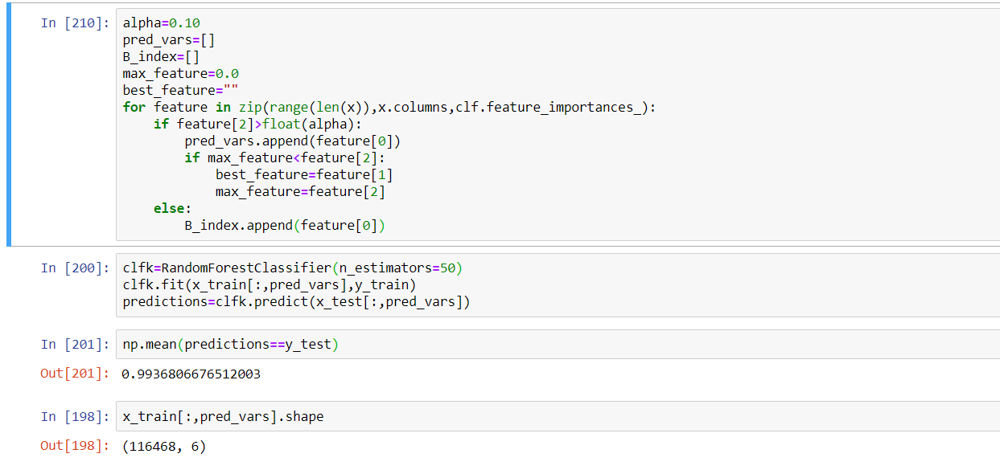 In [210]: alpha=0.10
pred_vars=[]
B_index=[]
max_feature=0.0
best_feature=""
for feature in zip(range(len(x)),x.columns,clf.feature_importances_):
    if feature[2]>float(alpha):
        pred_vars.append(feature[0])
        if max_feature<feature[2]:
            best_feature=feature[1]
            max_feature=feature[2]
    else:
        B_index.append(feature[0])
In [200]: clfk=RandomForestClassifier(n_estimators=50)
clfk.fit(x_train[:,pred_vars],y_train)
predictions=clfk.predict(x_test[:,pred_vars])
In [201]: np.mean(predictions==y_test)
Out[201]: 0.9936806676512003
In [198]: x_train[:,pred_vars].shape
Out[198]: (116468, 6)